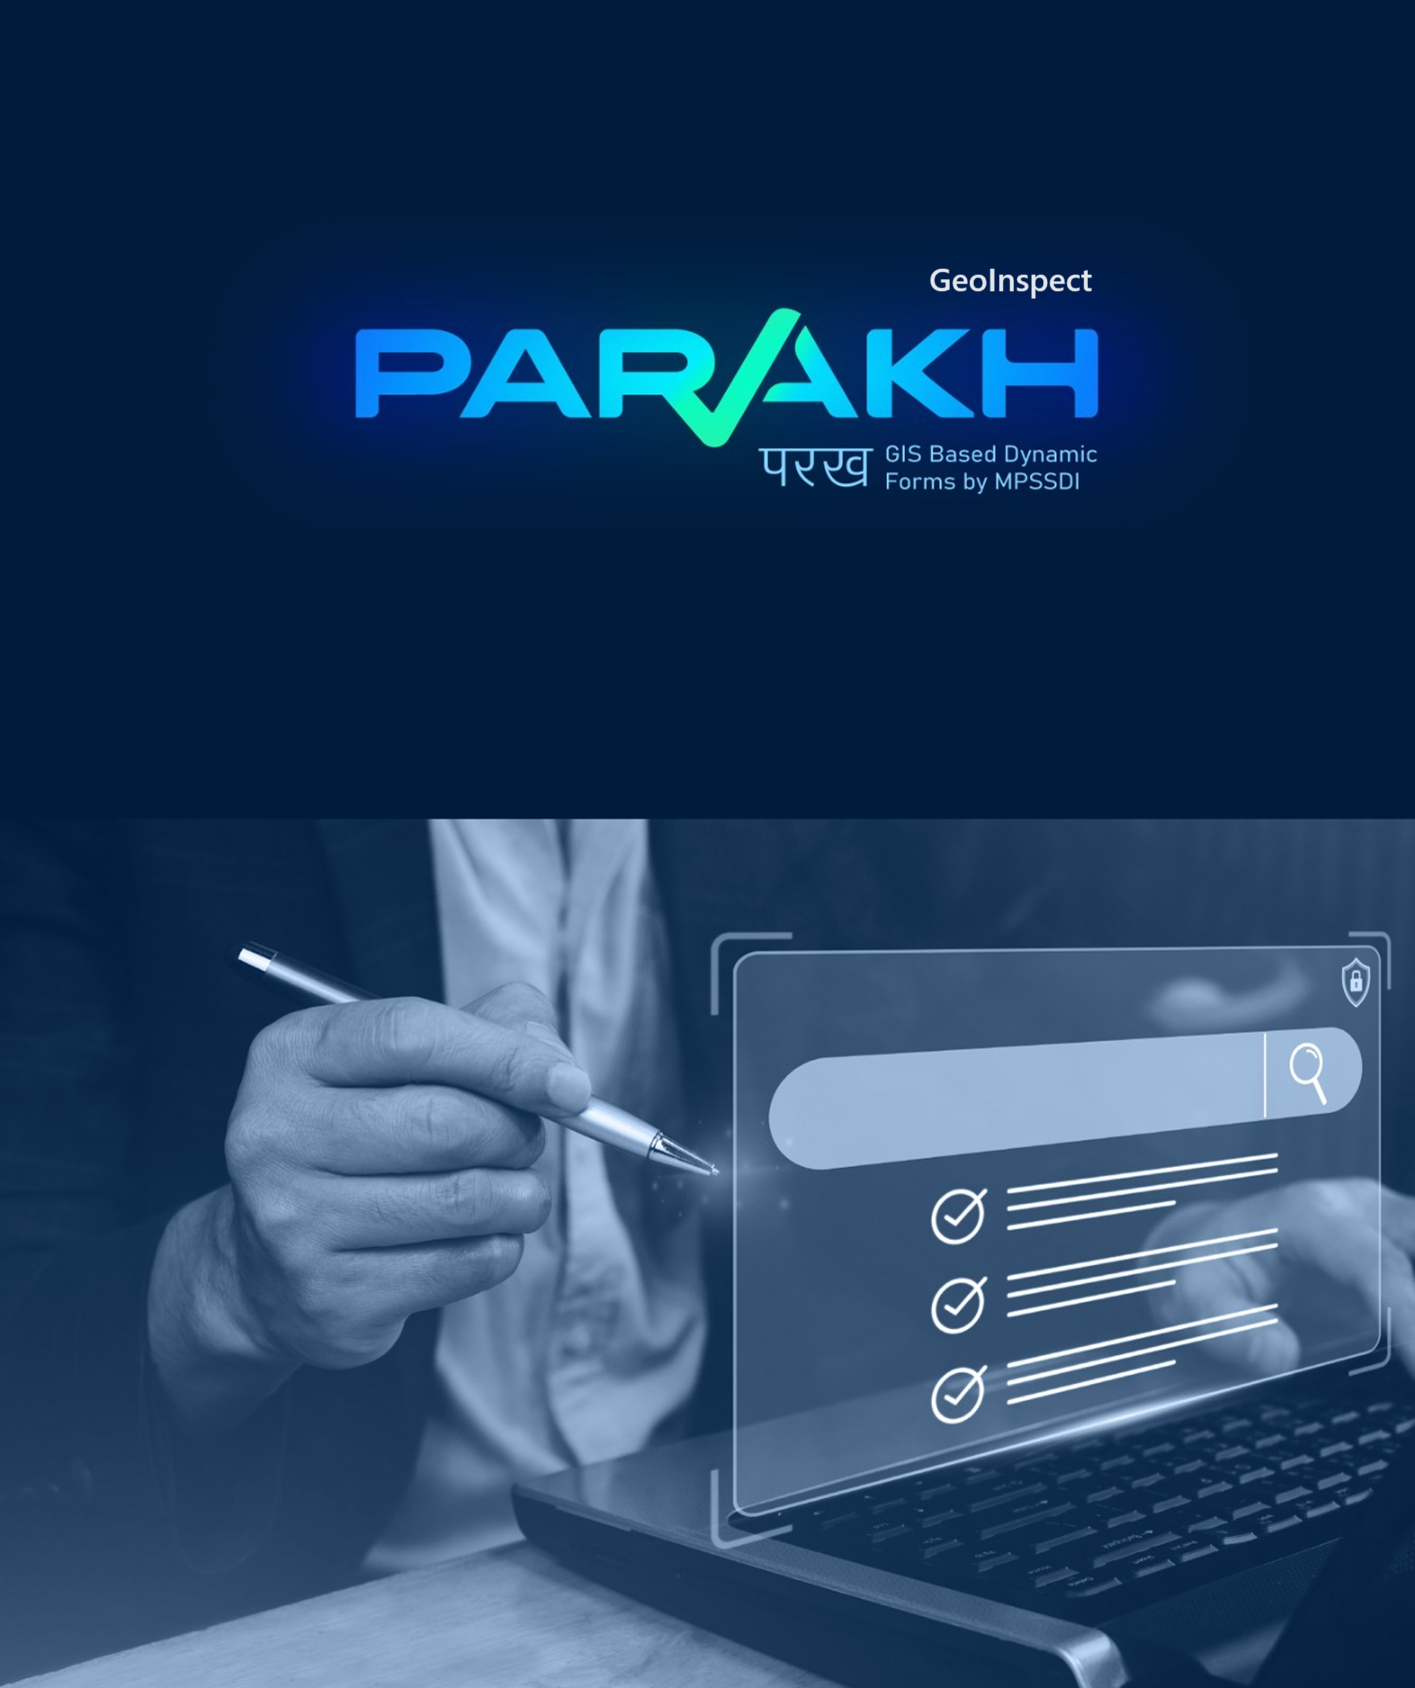 GeoInspect
PARAKH
परख
GIS Based Dynamic
Forms by MPSSDI